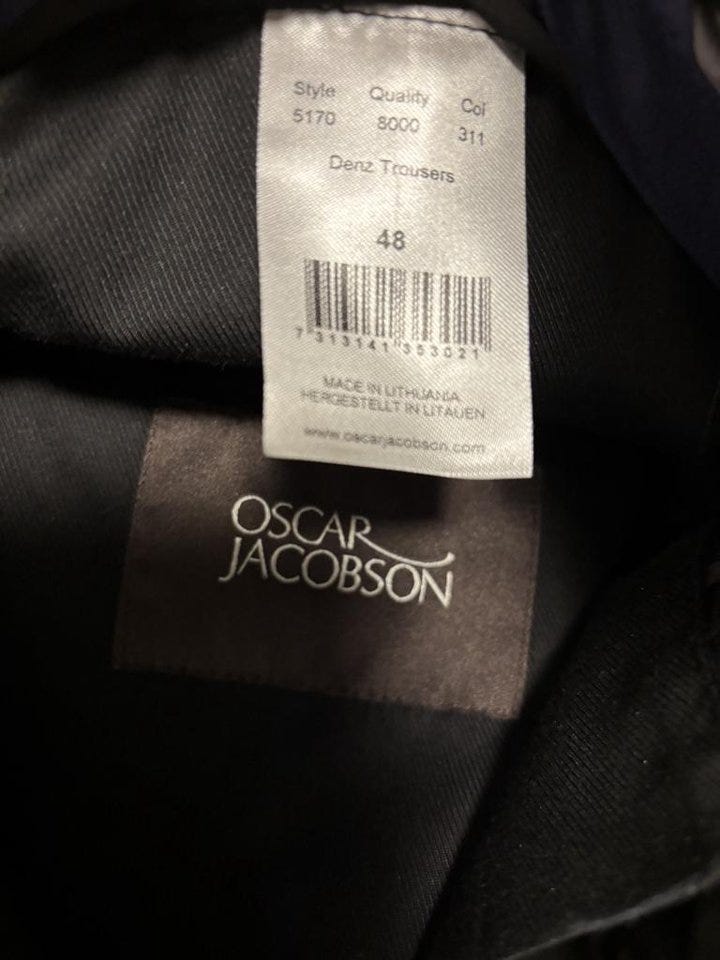 Style Quality Col
5170 8000 311
Denz Trousers
48
7 313141 353021
MADE IN LITHUANIA
HERGESTELLT IN LITAUEN
www.oscarjacobson.com
OSCAR
JACOBSON